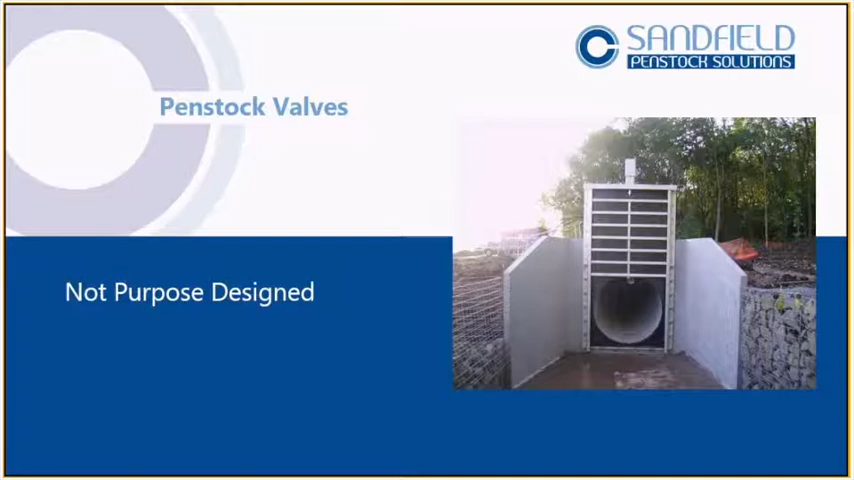 SANDFIELD
PENSTOCK SOLUTIONS
Penstock Valves
Not Purpose Designed